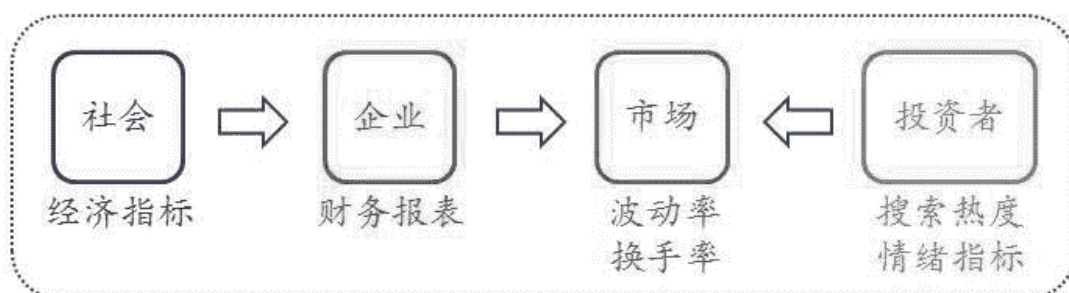 社会
企业
市场
投资者
经济指标
财务报表
波动率
换手率
搜索热度
情绪指标